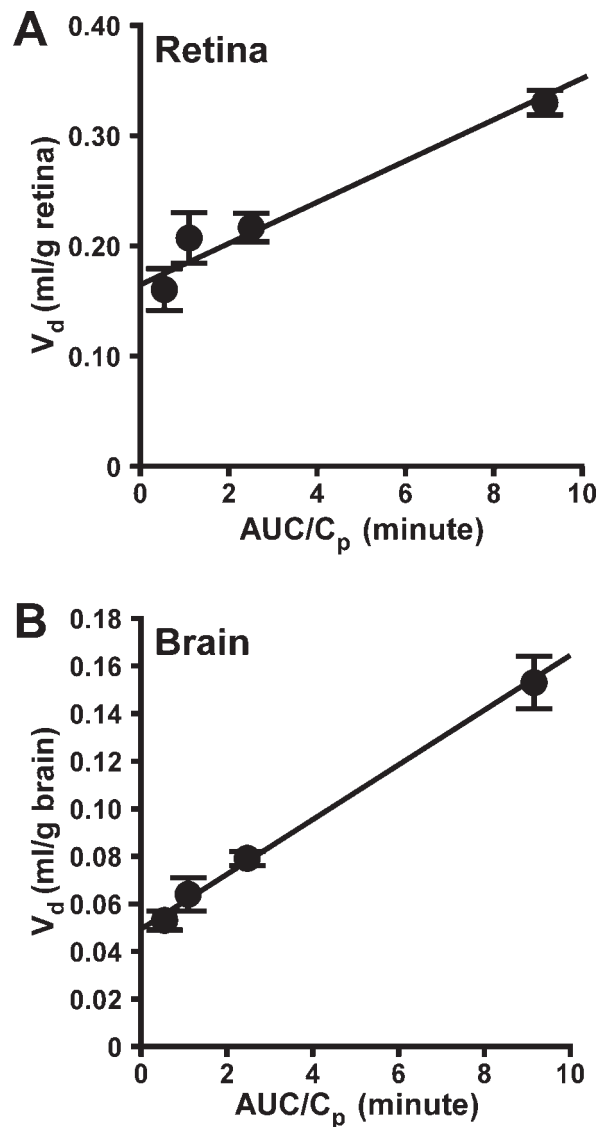 A
Retina
0.40
0.30
0.20
0.10
0
Vd (ml/g retina)
0 2 4 6 8 10
AUC/Cp (minute)
B
Brain
0.18
0.16
0.14
0.12
0.10
0.08
0.06
0.04
0.02
0
Vd (ml/g brain)
0 2 4 6 8 10
AUC/Cp (minute)